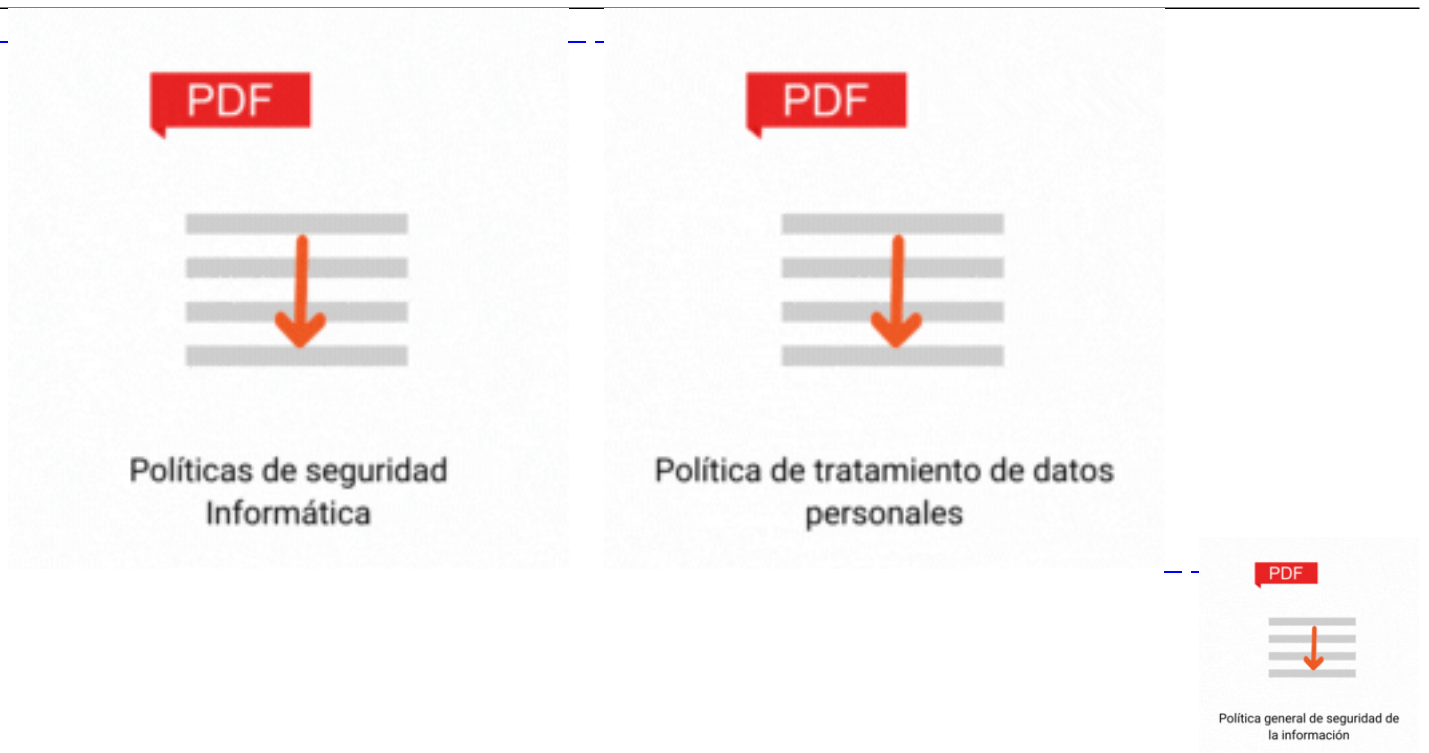 PDF
Políticas de seguridad
Informática
PDF
Política de tratamiento de datos
personales
PDF
Política general de seguridad de
la información